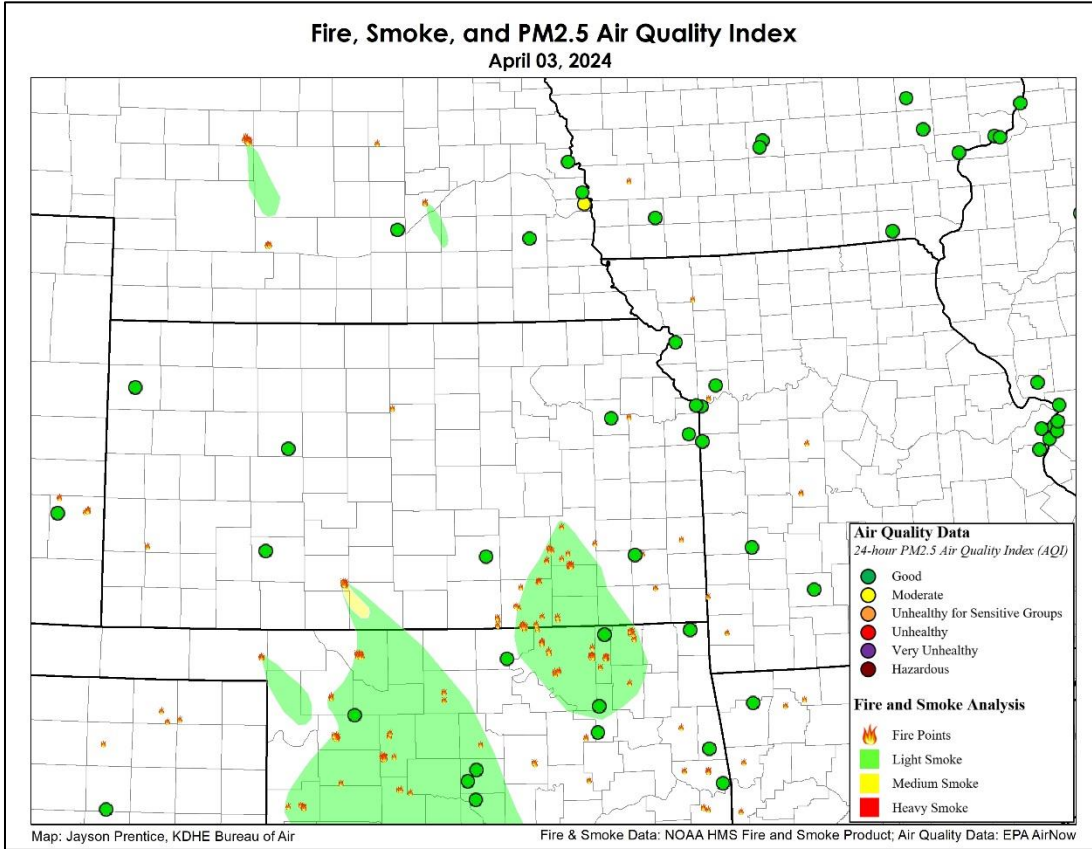 Fire, Smoke, and PM2.5 Air Quality Index
April 03, 2024
Air Quality Data
24-hour PM2.5 Air Quality Index (AQI)
Good
Moderate
Unhealthy for Sensitive Groups
Unhealthy
Very Unhealthy
Hazardous
Fire and Smoke Analysis
Fire Points
Light Smoke
Medium Smoke
Heavy Smoke
Map: Jayson Prentice, KDHE Bureau of Air
Fire & Smoke Data: NOAA HMS Fire and Smoke Product; Air Quality Data: EPA AirNow